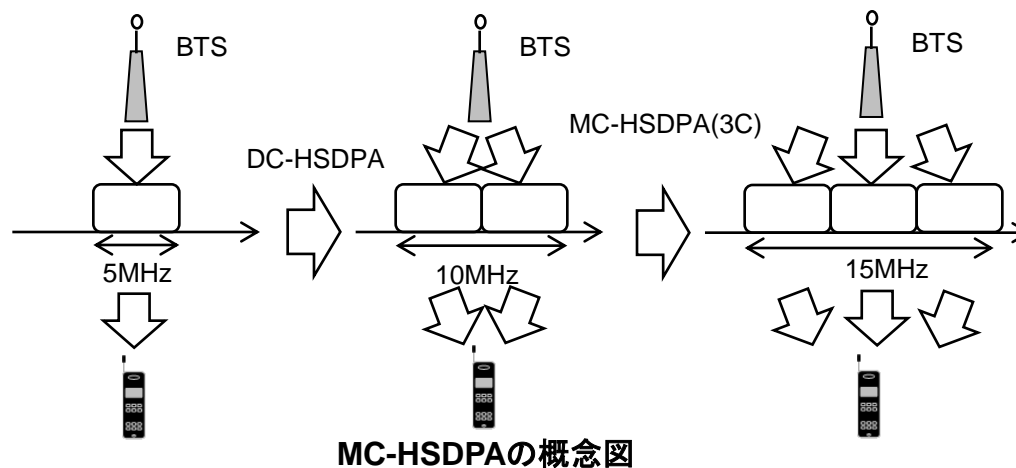 BTS
BTS
BTS
DC-HSDPA
MC-HSDPA(3C)
5MHz
10MHz
15MHz
MC-HSDPAの概念図